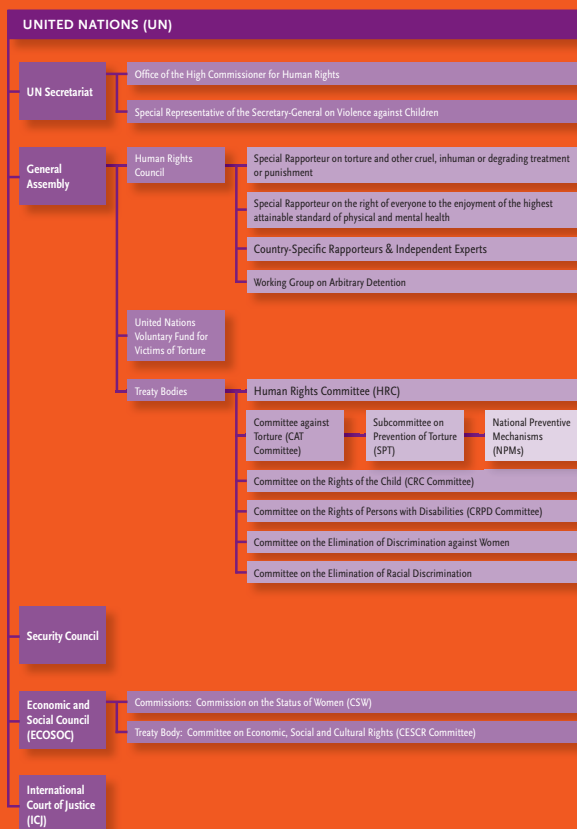 UNITED NATIONS (UN)
UN Secretariat
Office of the High Commissioner for Human Rights
Special Representative of the Secretary-General on Violence against Children
General
Assembly
Human Rights
Council
Special Rapporteur on torture and other cruel, inhuman or degrading treatment
or punishment
Special Rapporteur on the right of everyone to the enjoyment of the highest
attainable standard of physical and mental health
Country-Specific Rapporteurs & Independent Experts
Working Group on Arbitrary Detention
United Nations
Voluntary Fund for
Victims of Torture
Treaty Bodies
Human Rights Committee (HRC)
Committee against
Torture (CAT
Committee)
Subcommittee on
Prevention of Torture
(SPT)
National Preventive
Mechanisms
(NPMs)
Committee on the Rights of the Child (CRC Committee)
Committee on the Rights of Persons with Disabilities (CRPD Committee)
Committee on the Elimination of Discrimination against Women
Committee on the Elimination of Racial Discrimination
Security Council
Economic and
Social Council
(ECOSOC)
Commissions: Commission on the Status of Women (CSW)
Treaty Body: Committee on Economic, Social and Cultural Rights (CESCR Committee)
International
Court of Justice
(ICJ)